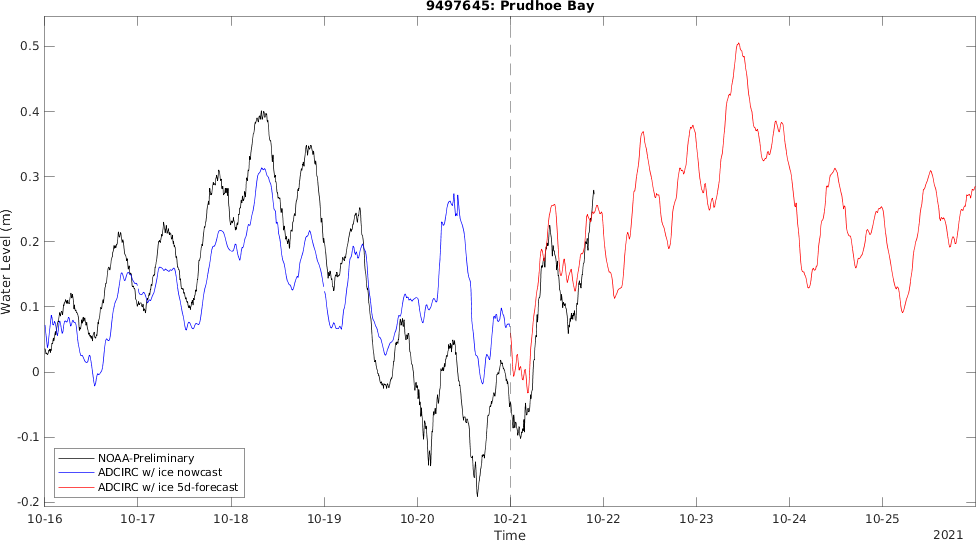 9497645: Prudhoe Bay
0.5
0.4
0.3
0.2
0.1
0
-0.1
-0.2
Water Level (m)
NOAA-Preliminary
ADCIRC w/ ice nowcast
ADCIRC w/ ice 5d-forecast
10-16 10-17 10-18 10-19 10-20 10-21 10-22 10-23 10-24 10-25
Time
2021